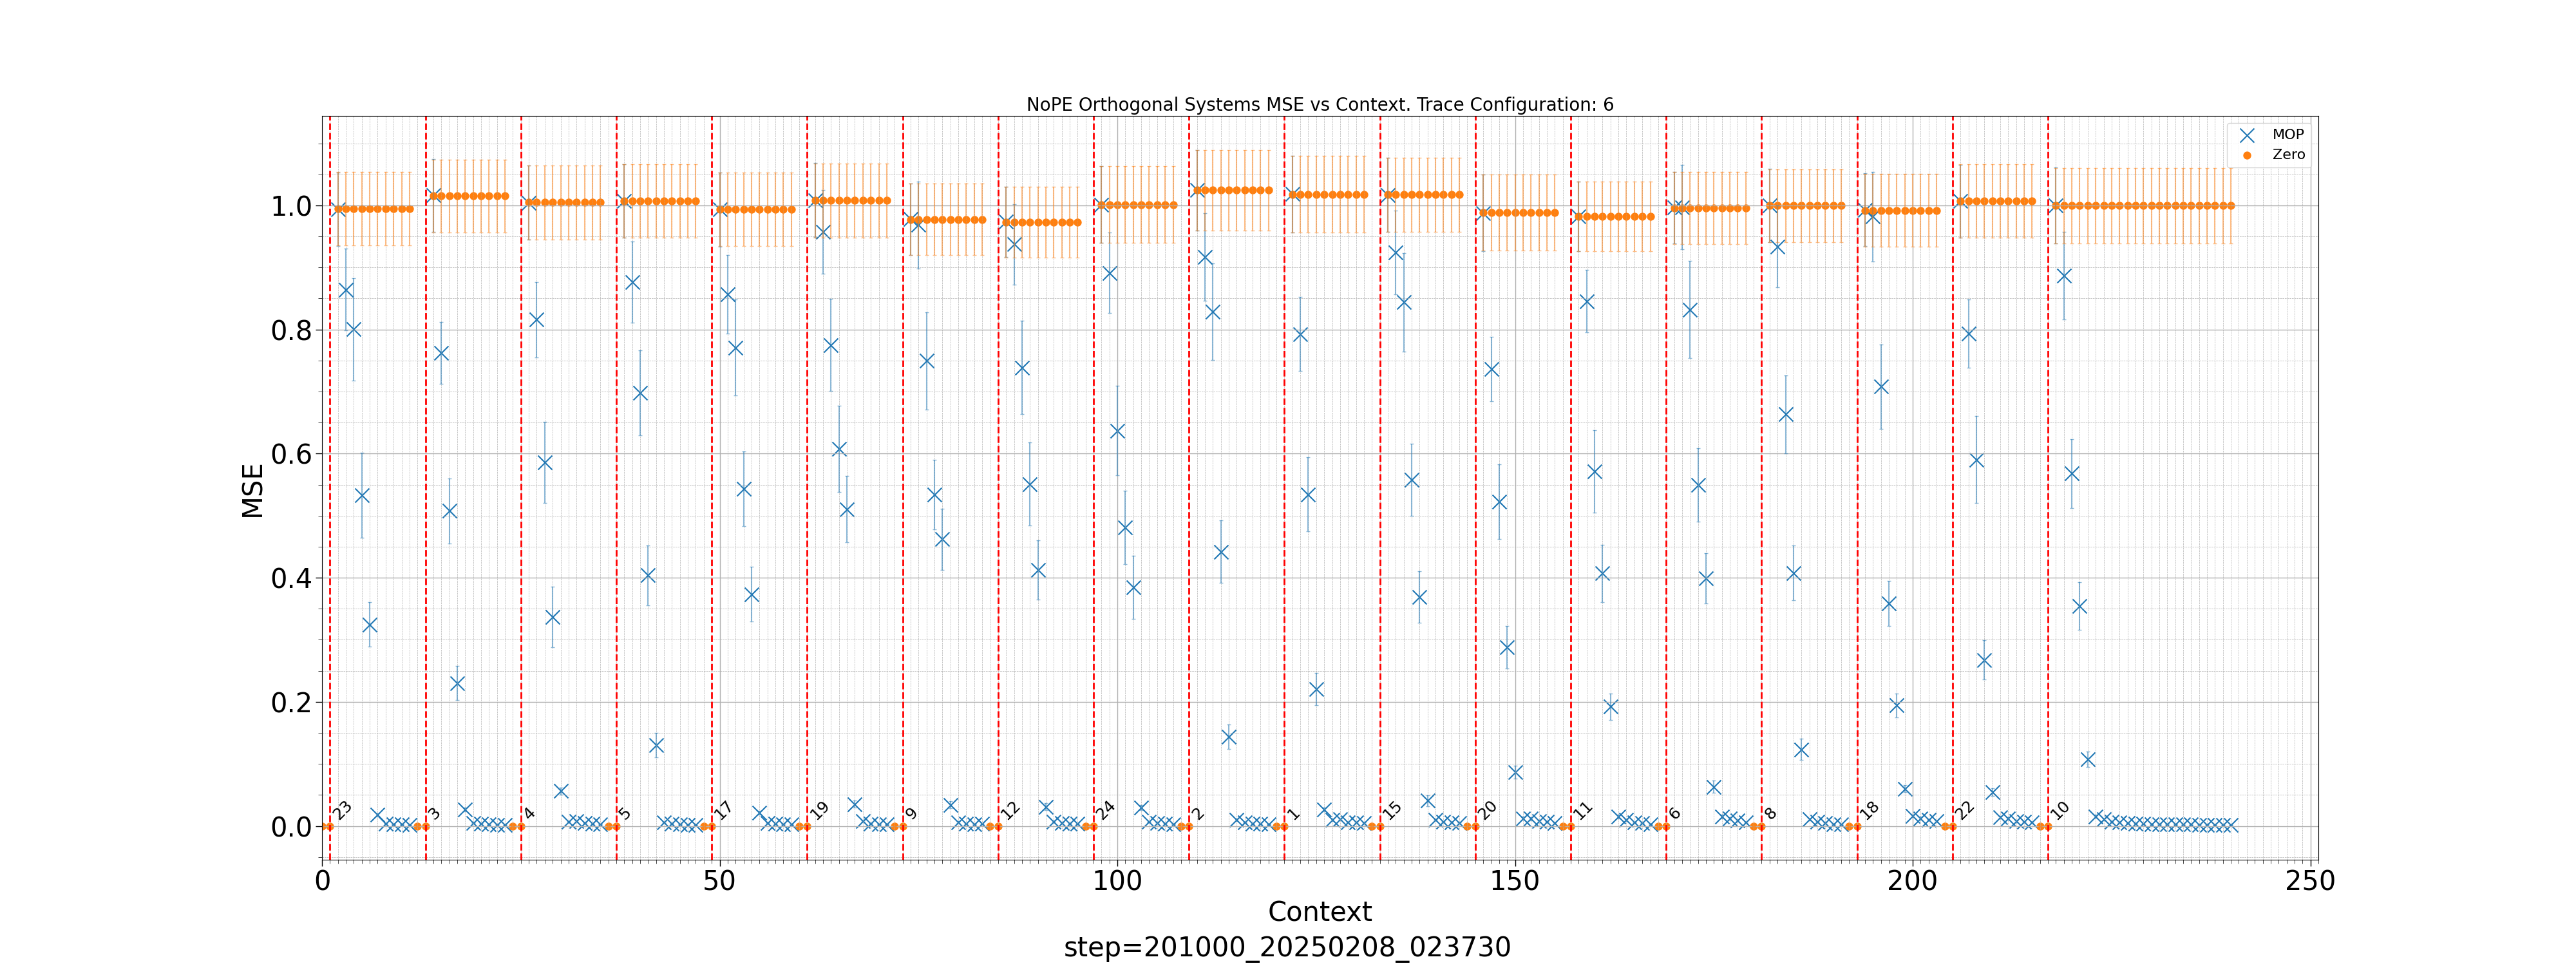 NoPE Orthogonal Systems MSE vs Context. Trace Configuration: 6
MOP
Zero
MSE
1.0
0.8
0.6
0.4
0.2
0.0
23 3 4 5 17 19 9 12 24 2 1 15 20 11 6 8 18 22 10
0 50 100 150 200 250
Context
step=201000_20250208_023730